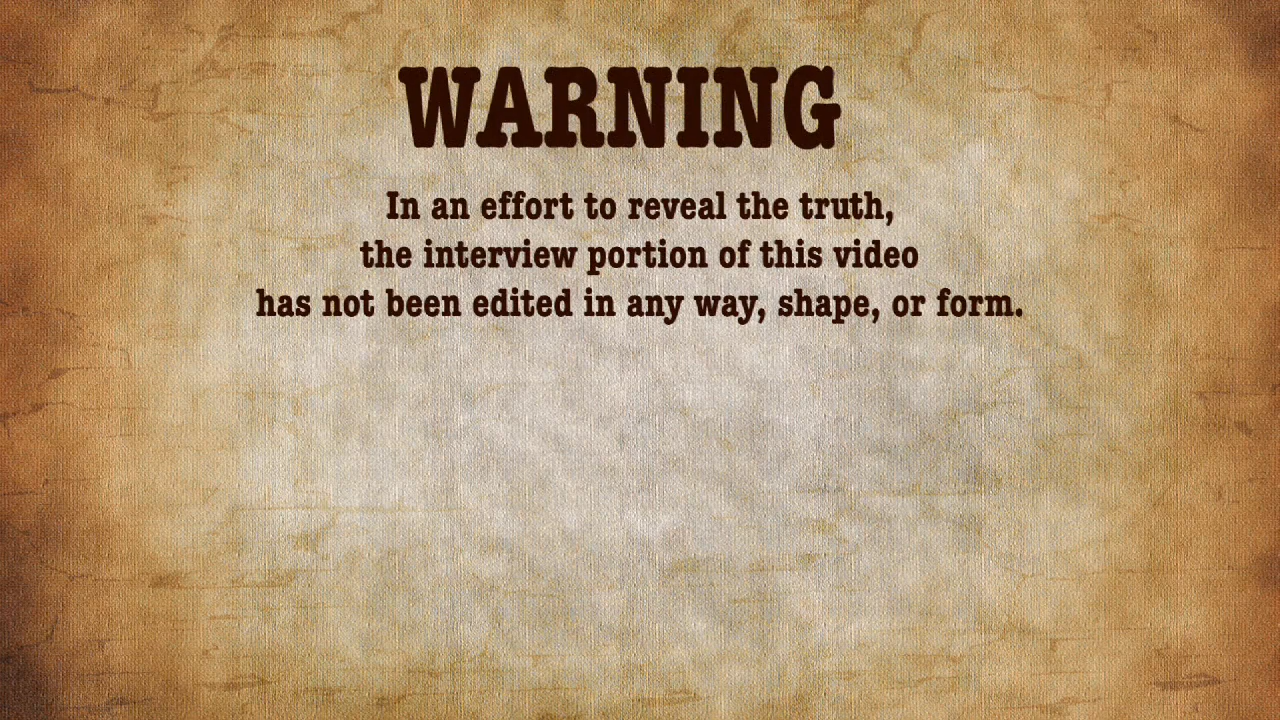 WARNING
In an effort to reveal the truth,
the interview portion of this video
has not been edited in any way, shape, or form.